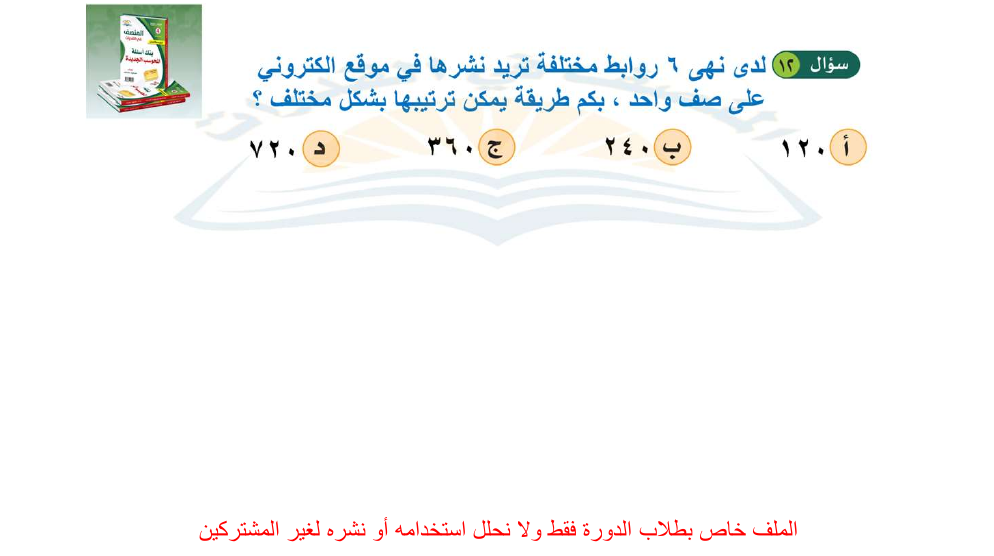 سؤال ١٢ لدى نهى ٦ روابط مختلفة تريد نشرها في موقع الكتروني
على صف واحد ، بكم طريقة يمكن ترتيبها بشكل مختلف ؟
أ ١٢٠ ب ٢٤٠ ج ٣٦٠ د ٧٢٠
المنصف
بنك أسئلة
المحوسب الجديدة
الملف خاص بطلاب الدورة فقط ولا نحلل استخدامه أو نشره لغير المشتركين